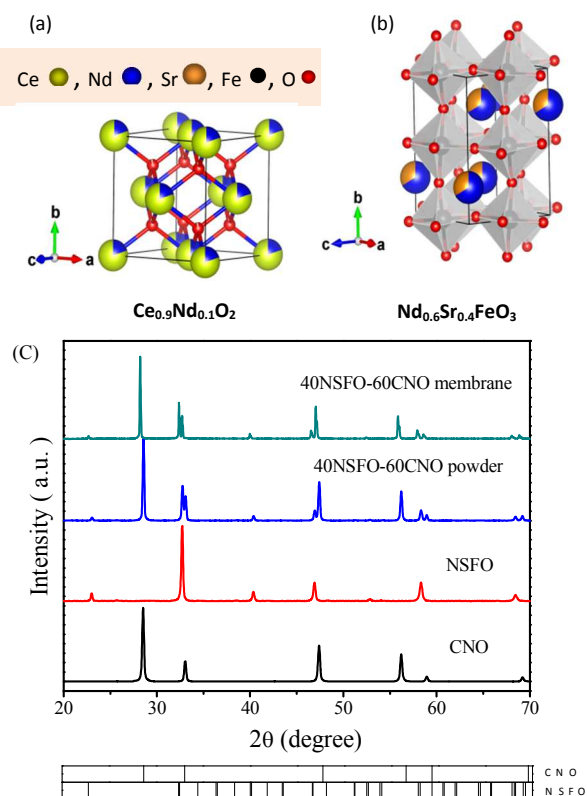 (a)
(b)
Ce , Nd , Sr , Fe , O
b
c a
b
c a
Ce₀.₉Nd₀.₁O₂
Nd₀.₆Sr₀.₄FeO₃
(C)
40NSFO-60CNO membrane
40NSFO-60CNO powder
NSFO
CNO
Intensity ( a.u. )
20 30 40 50 60 70
2θ (degree)
CNO
NSFO